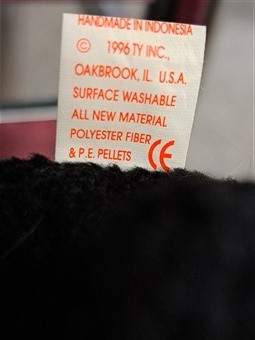 HANDMADE IN INDONESIA
© 1996 TY INC.,
OAKBROOK, IL. U.S.A.
SURFACE WASHABLE
ALL NEW MATERIAL
POLYESTER FIBER
& P.E. PELLETS CE